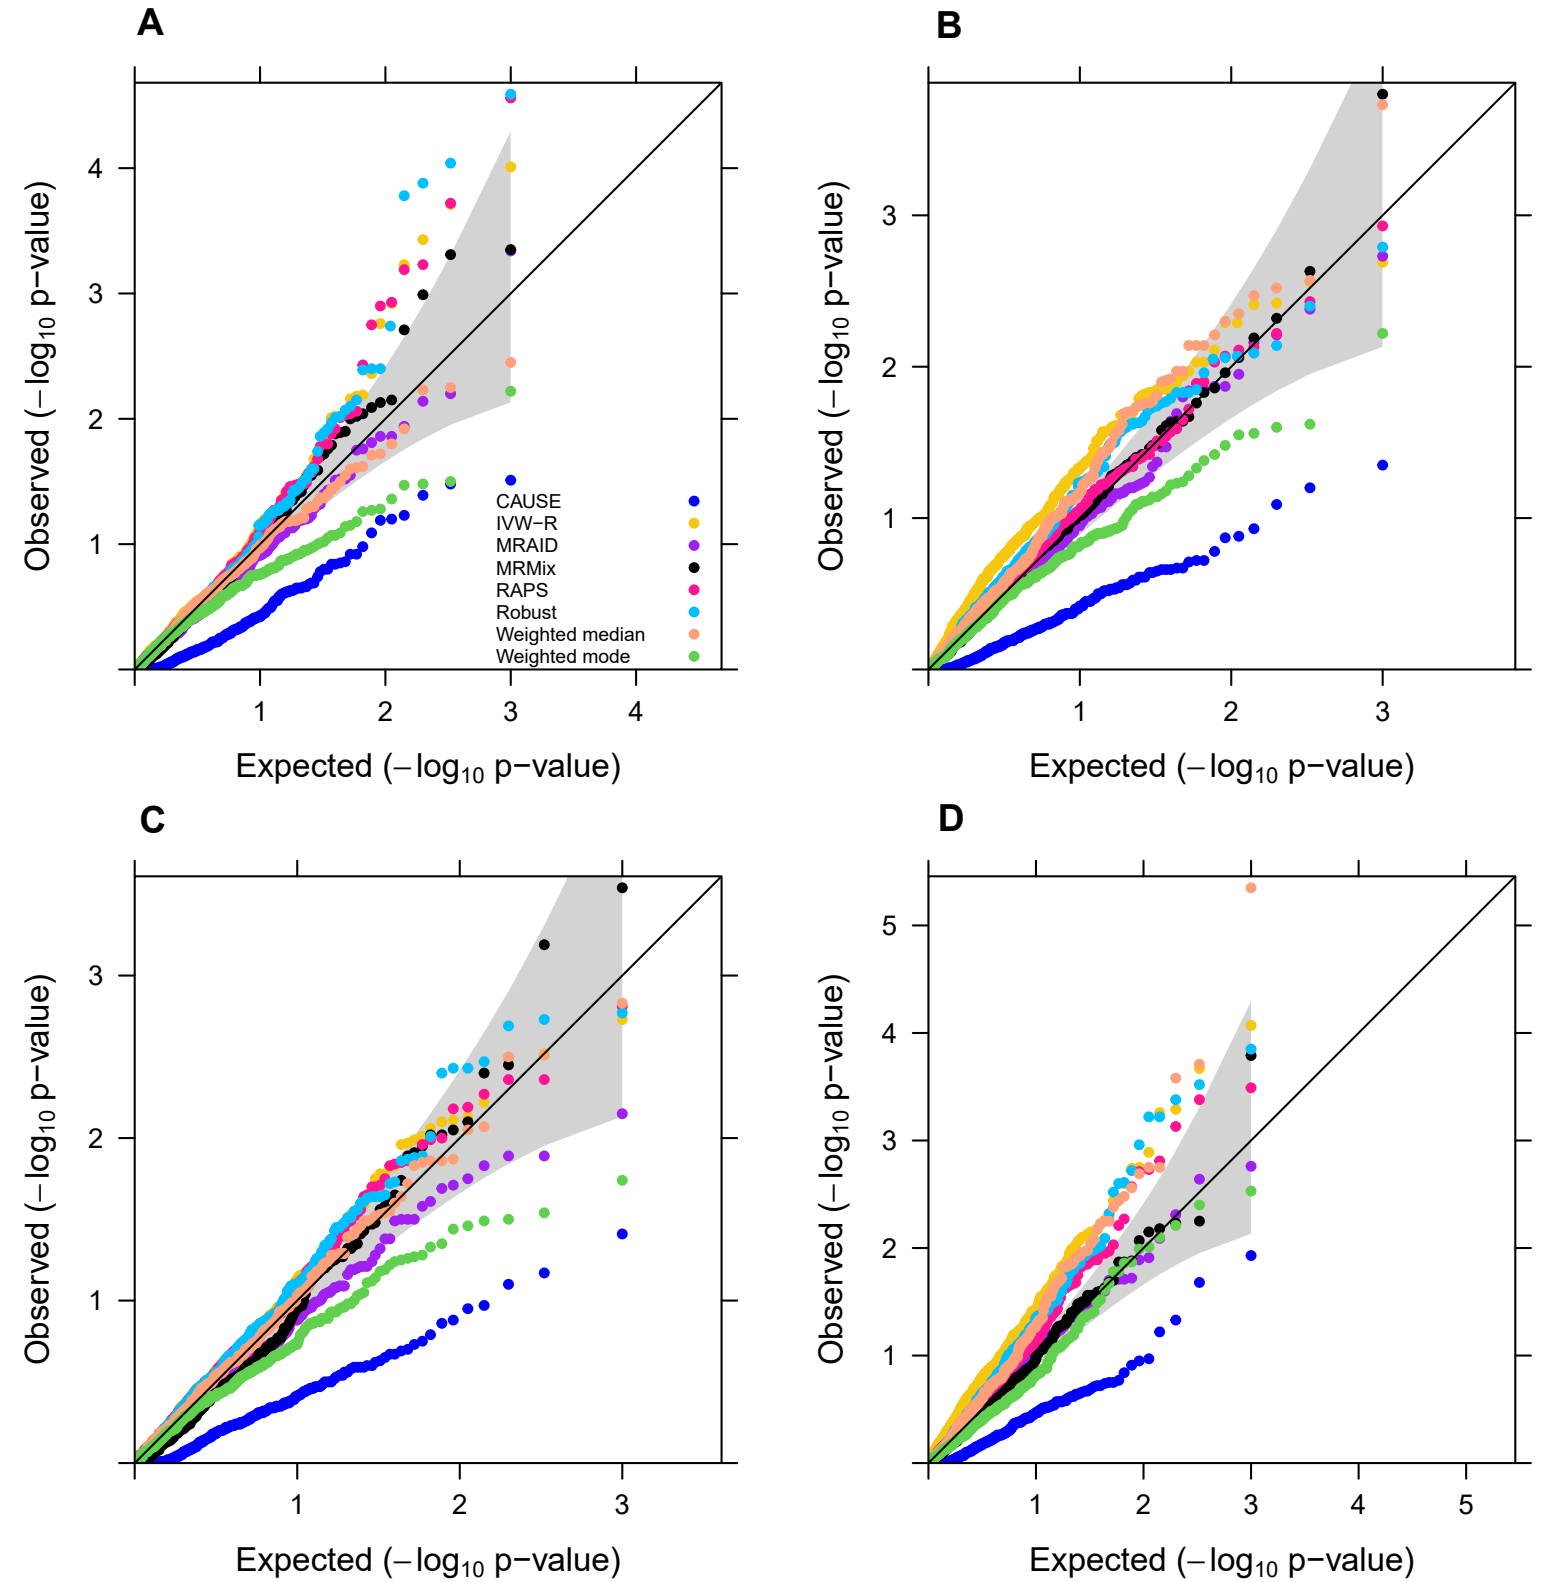 A
Observed (−log10 p−value)
4
3
2
1
1 2 3 4
Expected (−log10 p−value)
CAUSE
IVW−R
MRAID
MRMix
RAPS
Robust
Weighted median
Weighted mode
B
Observed (−log10 p−value)
3
2
1
1 2 3
Expected (−log10 p−value)
C
Observed (−log10 p−value)
3
2
1
1 2 3
Expected (−log10 p−value)
D
Observed (−log10 p−value)
5
4
3
2
1
1 2 3 4 5
Expected (−log10 p−value)